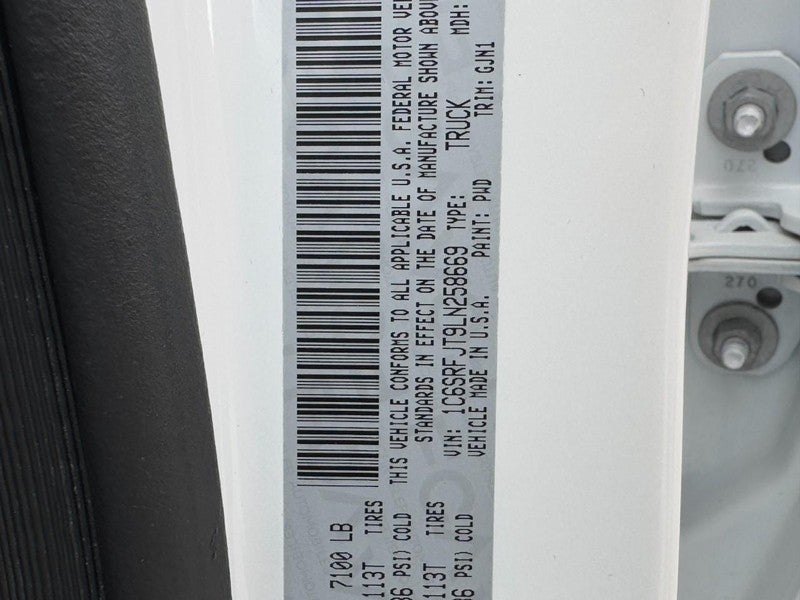 7100 LB
113T TIRES
36 PSI) COLD
THIS VEHICLE CONFORMS TO ALL APPLICABLE U.S.A. FEDERAL MOTOR VE
STANDARDS IN EFFECT ON THE DATE OF MANUFACTURE SHOWN ABOVE
VIN: 1C6SRFJT9LN258669 TYPE: TRUCK MDH:
VEHICLE MADE IN U.S.A. PAINT: PWD TRIM: GJN1
113T TIRES
36 PSI) COLD
270
270